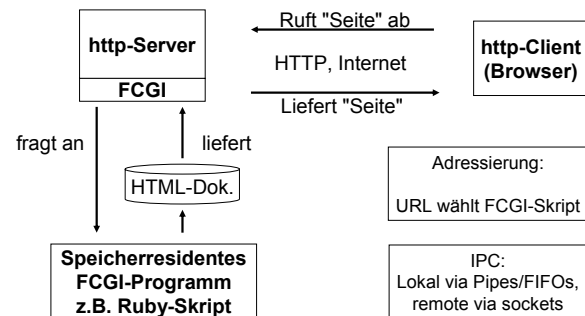 Ruft "Seite" ab
http-Server
http-Client
(Browser)
HTTP, Internet
FCGI
Liefert "Seite"
fragt an
liefert
HTML-Dok.
Adressierung:
URL wählt FCGI-Skript
Speicherresidentes
FCGI-Programm
z.B. Ruby-Skript
IPC:
Lokal via Pipes/FIFOs,
remote via sockets